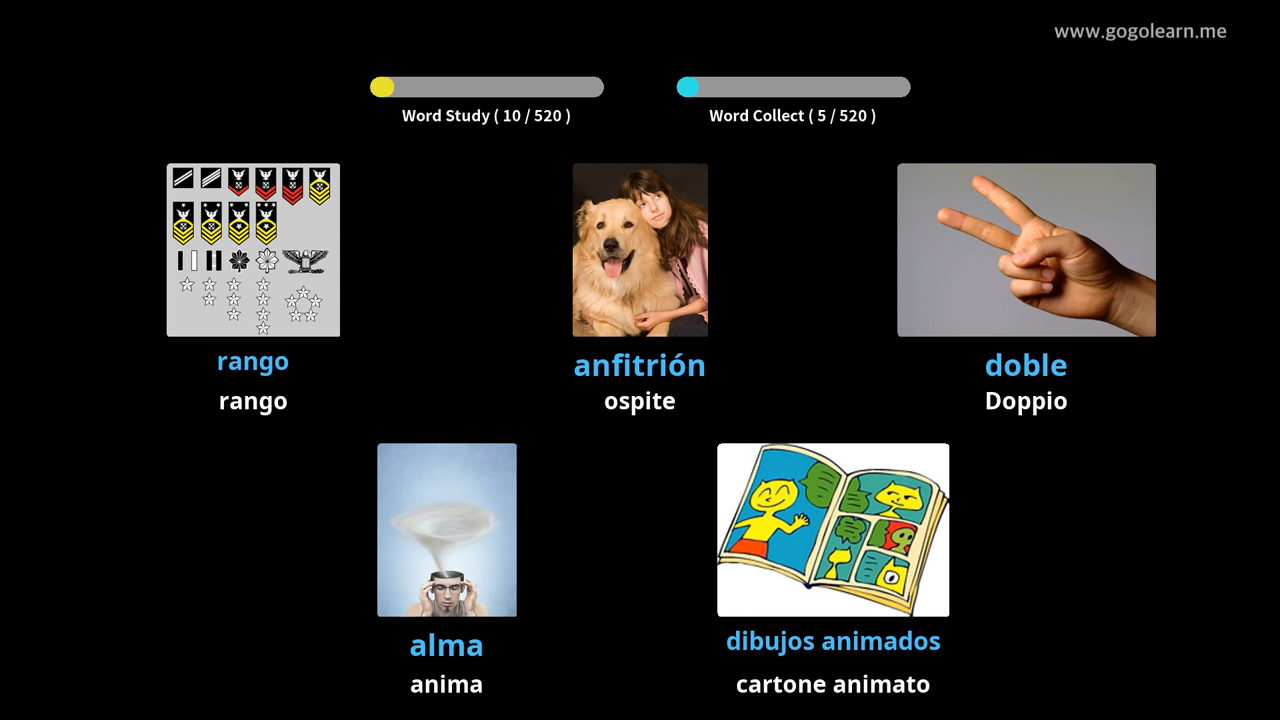 www.gogolearn.me
Word Study ( 10 / 520 )
Word Collect ( 5 / 520 )
rango
rango
anfitrión
ospite
doble
Doppio
alma
anima
dibujos animados
cartone animato